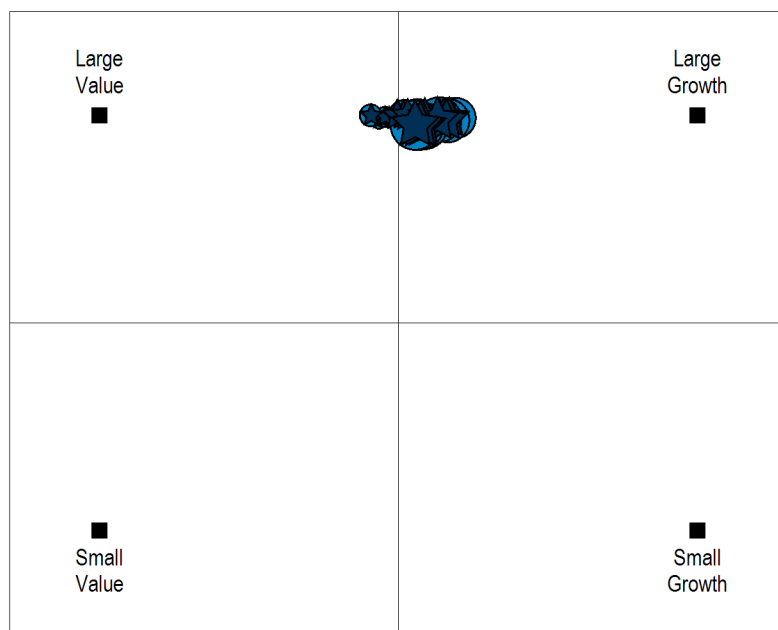 Large
Value
Large
Growth
Small
Value
Small
Growth